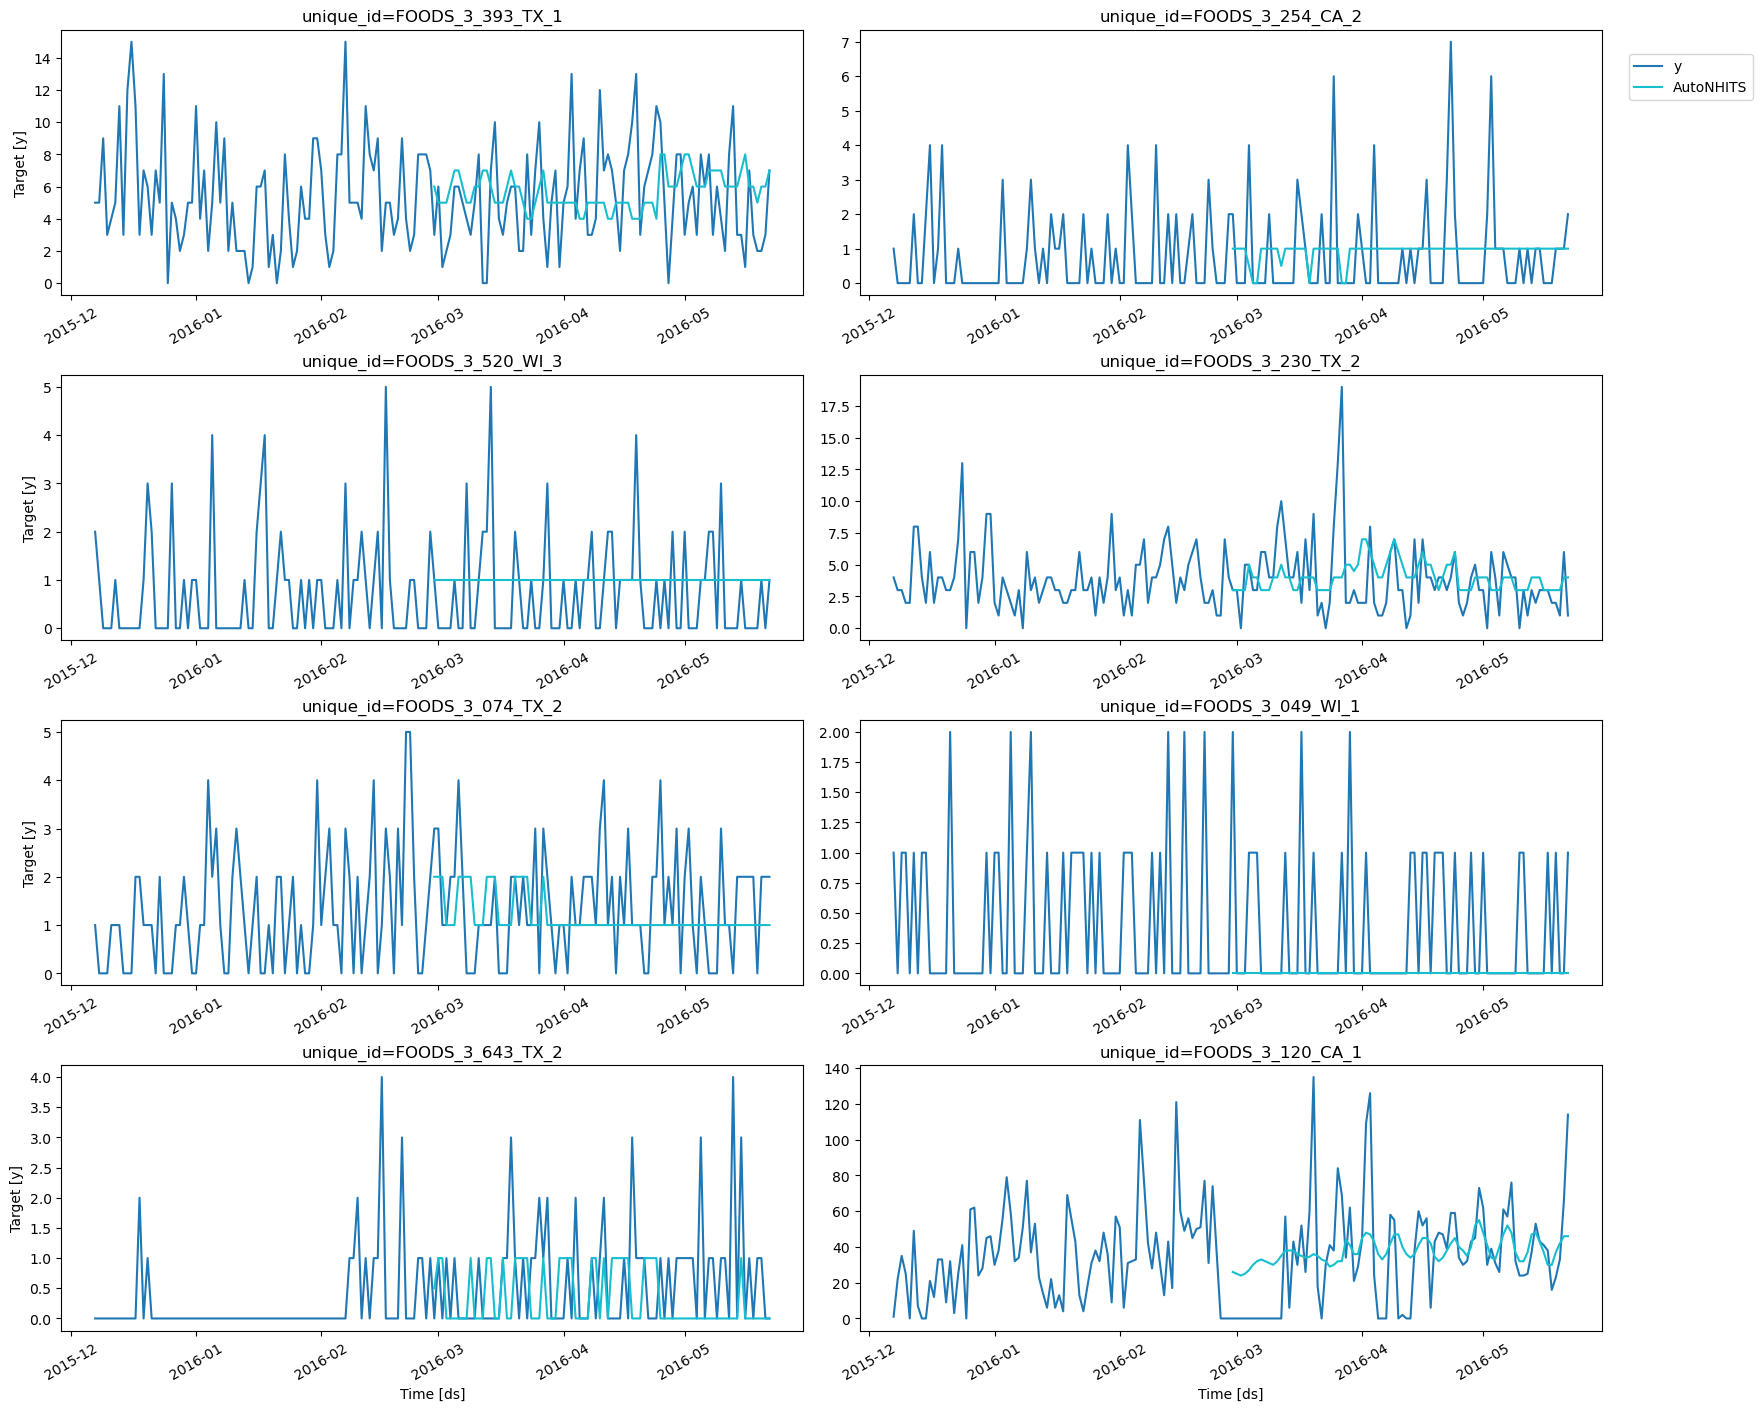 unique_id=FOODS_3_393_TX_1
Target [y]
14
12
10
8
6
4
2
0
2015-12 2016-01 2016-02 2016-03 2016-04 2016-05
unique_id=FOODS_3_254_CA_2
7
6
5
4
3
2
1
0
2015-12 2016-01 2016-02 2016-03 2016-04 2016-05
y
AutoNHITS
unique_id=FOODS_3_520_WI_3
Target [y]
5
4
3
2
1
0
2015-12 2016-01 2016-02 2016-03 2016-04 2016-05
unique_id=FOODS_3_230_TX_2
17.5
15.0
12.5
10.0
7.5
5.0
2.5
0.0
2015-12 2016-01 2016-02 2016-03 2016-04 2016-05
unique_id=FOODS_3_074_TX_2
Target [y]
5
4
3
2
1
0
2015-12 2016-01 2016-02 2016-03 2016-04 2016-05
unique_id=FOODS_3_049_WI_1
2.00
1.75
1.50
1.25
1.00
0.75
0.50
0.25
0.00
2015-12 2016-01 2016-02 2016-03 2016-04 2016-05
unique_id=FOODS_3_643_TX_2
Target [y]
4.0
3.5
3.0
2.5
2.0
1.5
1.0
0.5
0.0
2015-12 2016-01 2016-02 2016-03 2016-04 2016-05
Time [ds]
unique_id=FOODS_3_120_CA_1
140
120
100
80
60
40
20
0
2015-12 2016-01 2016-02 2016-03 2016-04 2016-05
Time [ds]